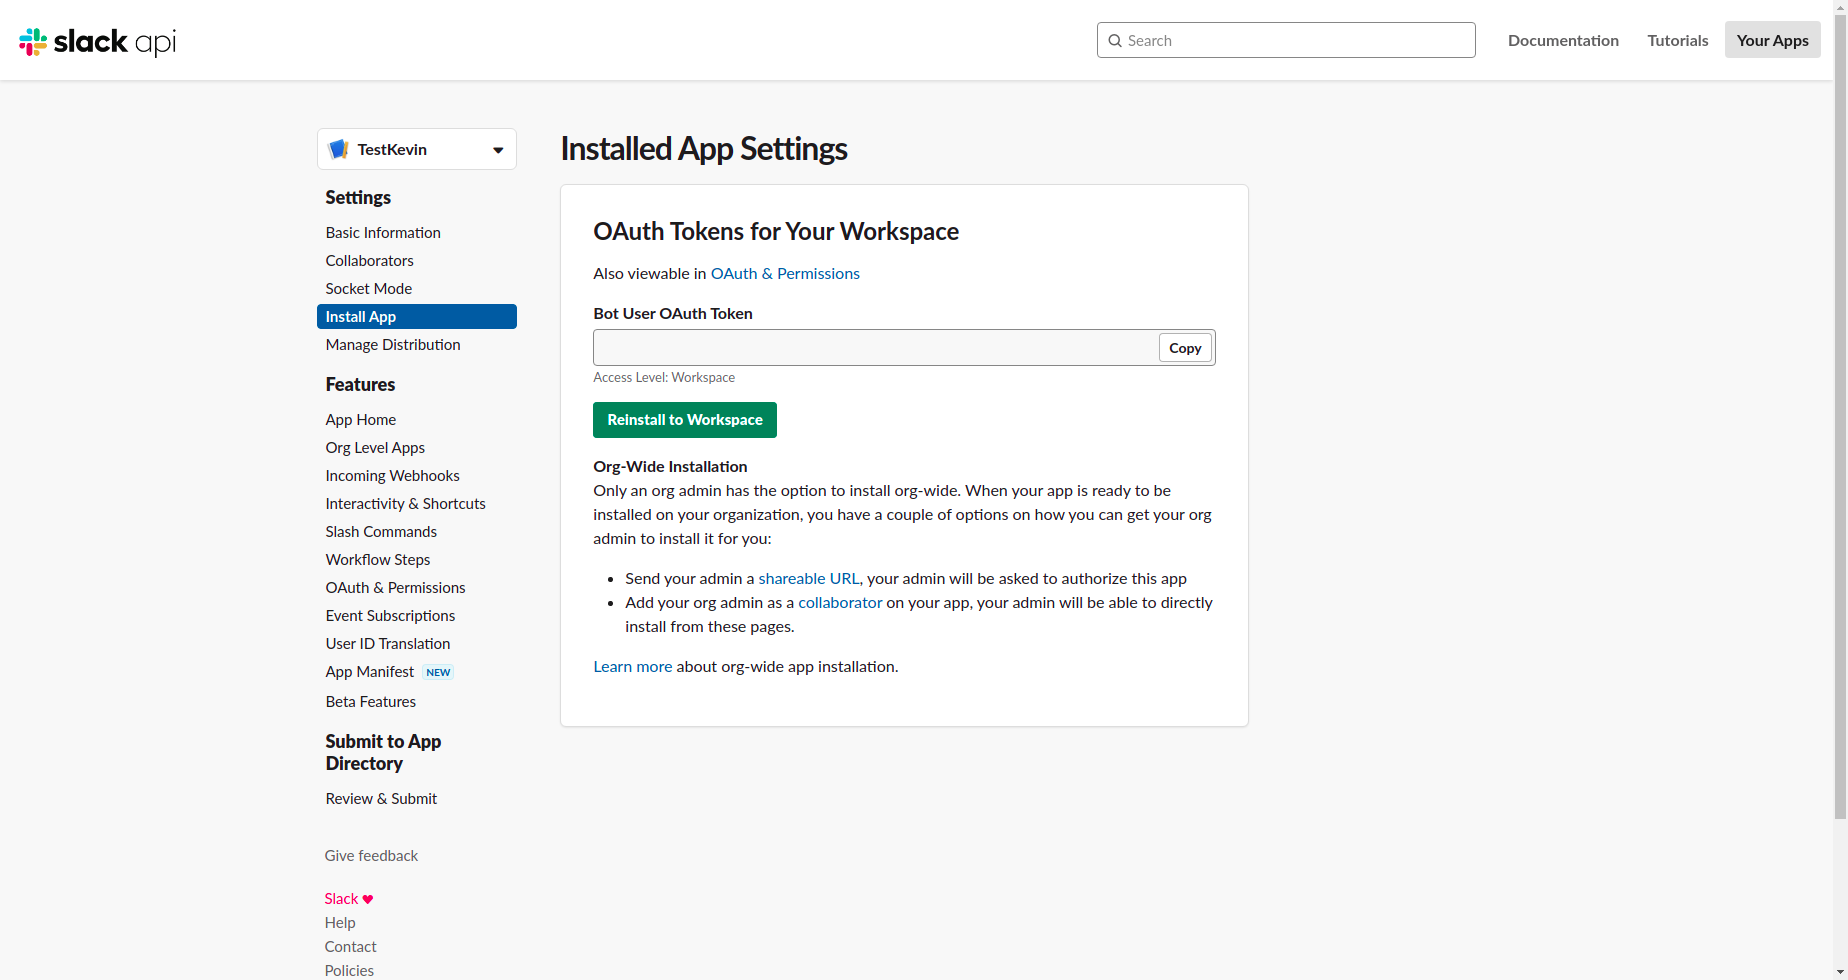 slack api
Search
Documentation
Tutorials
Your Apps
TestKevin
Settings
Basic Information
Collaborators
Socket Mode
Install App
Manage Distribution
Features
App Home
Org Level Apps
Incoming Webhooks
Interactivity & Shortcuts
Slash Commands
Workflow Steps
OAuth & Permissions
Event Subscriptions
User ID Translation
App Manifest NEW
Beta Features
Submit to App
Directory
Review & Submit
Give feedback
Slack
Help
Contact
Policies
Installed App Settings
OAuth Tokens for Your Workspace
Also viewable in OAuth & Permissions
Bot User OAuth Token
Copy
Access Level: Workspace
Reinstall to Workspace
Org-Wide Installation
Only an org admin has the option to install org-wide. When your app is ready to be
installed on your organization, you have a couple of options on how you can get your org
admin to install it for you:
Send your admin a shareable URL, your admin will be asked to authorize this app
Add your org admin as a collaborator on your app, your admin will be able to directly
install from these pages.
Learn more about org-wide app installation.